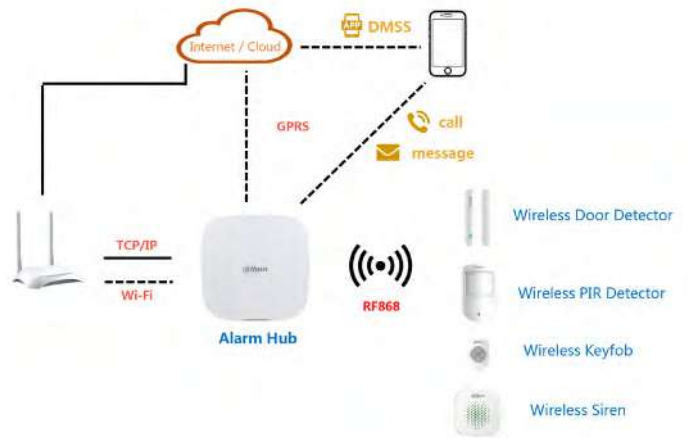 APP DMSS
Internet / Cloud
GPRS
call
message
Wireless Door Detector
TCP/IP
Wi-Fi
alhua
RF868
Wireless PIR Detector
Alarm Hub
Wireless Keyfob
Wireless Siren